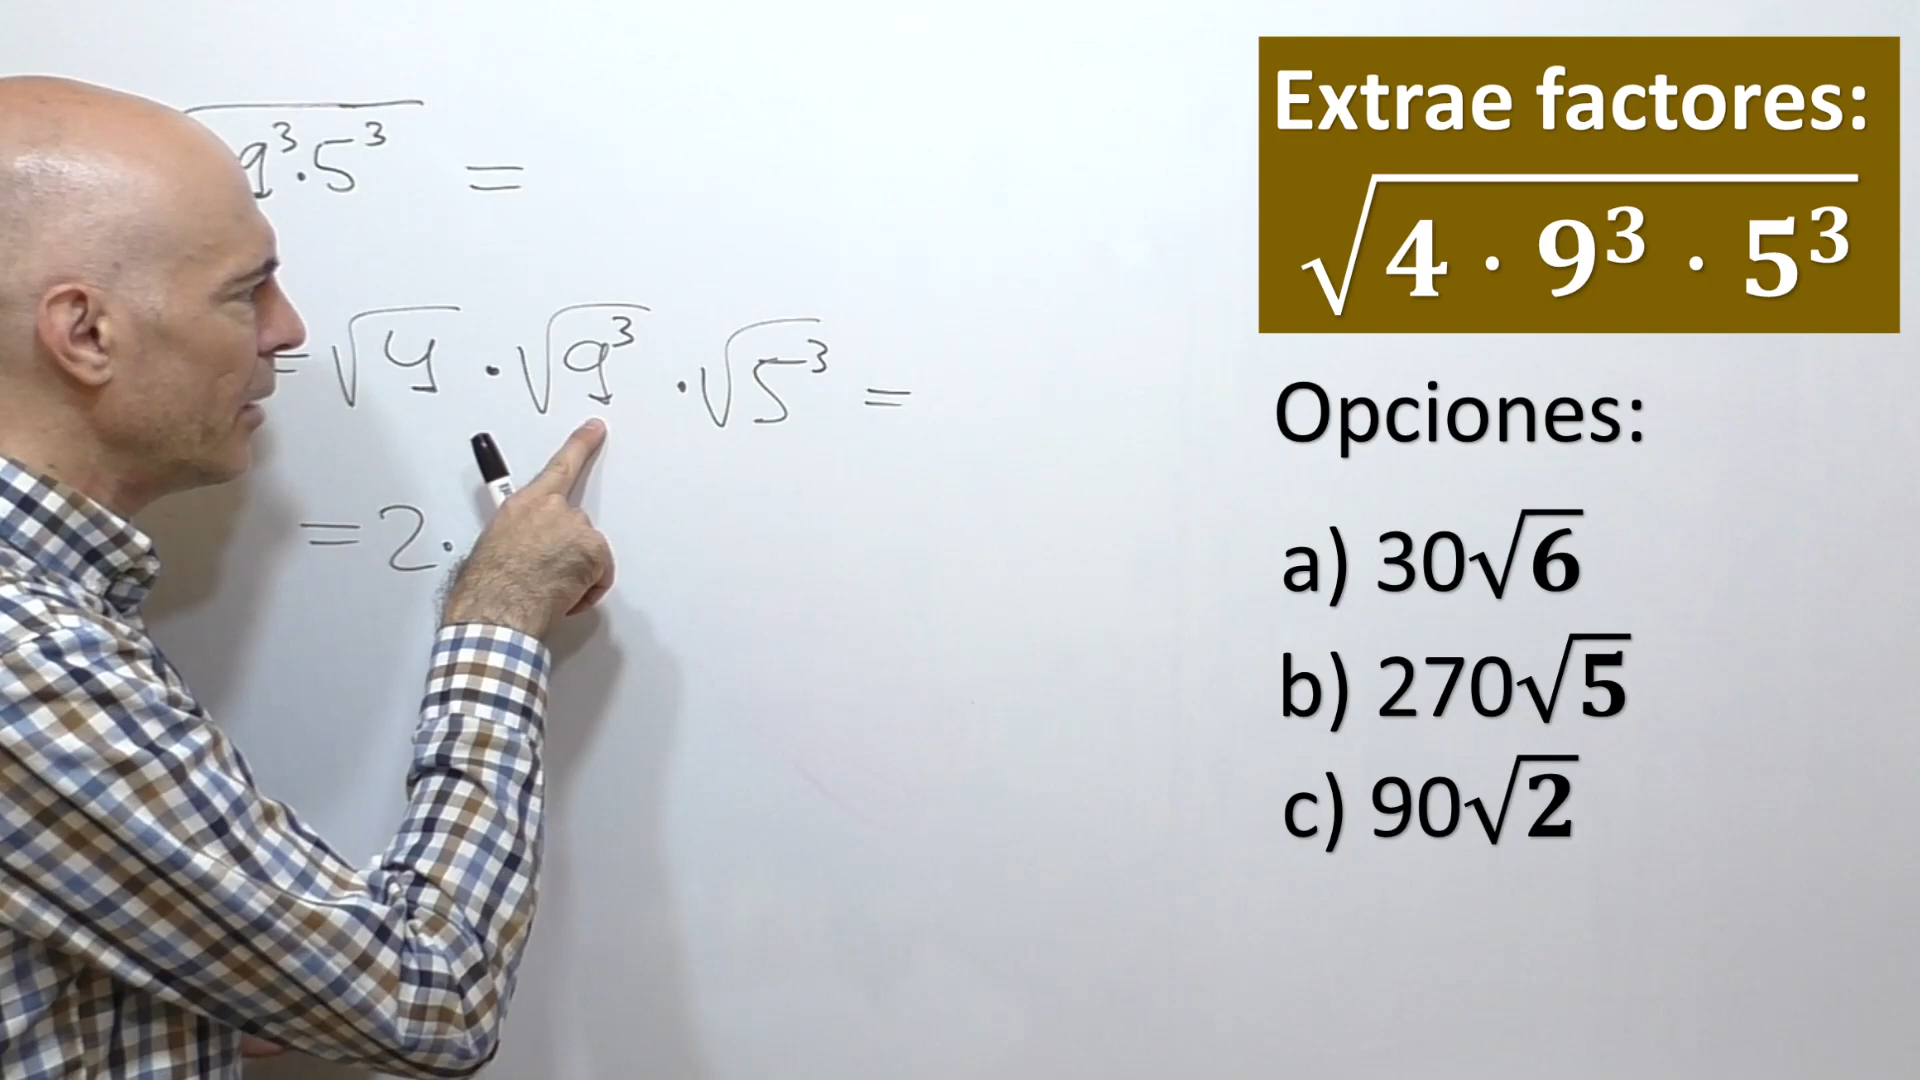 9³·5³ =
=√4 · √9³ · √5³ =
= 2 ·
Extrae factores:
√4 · 9³ · 5³
Opciones:
a) 30√6
b) 270√5
c) 90√2